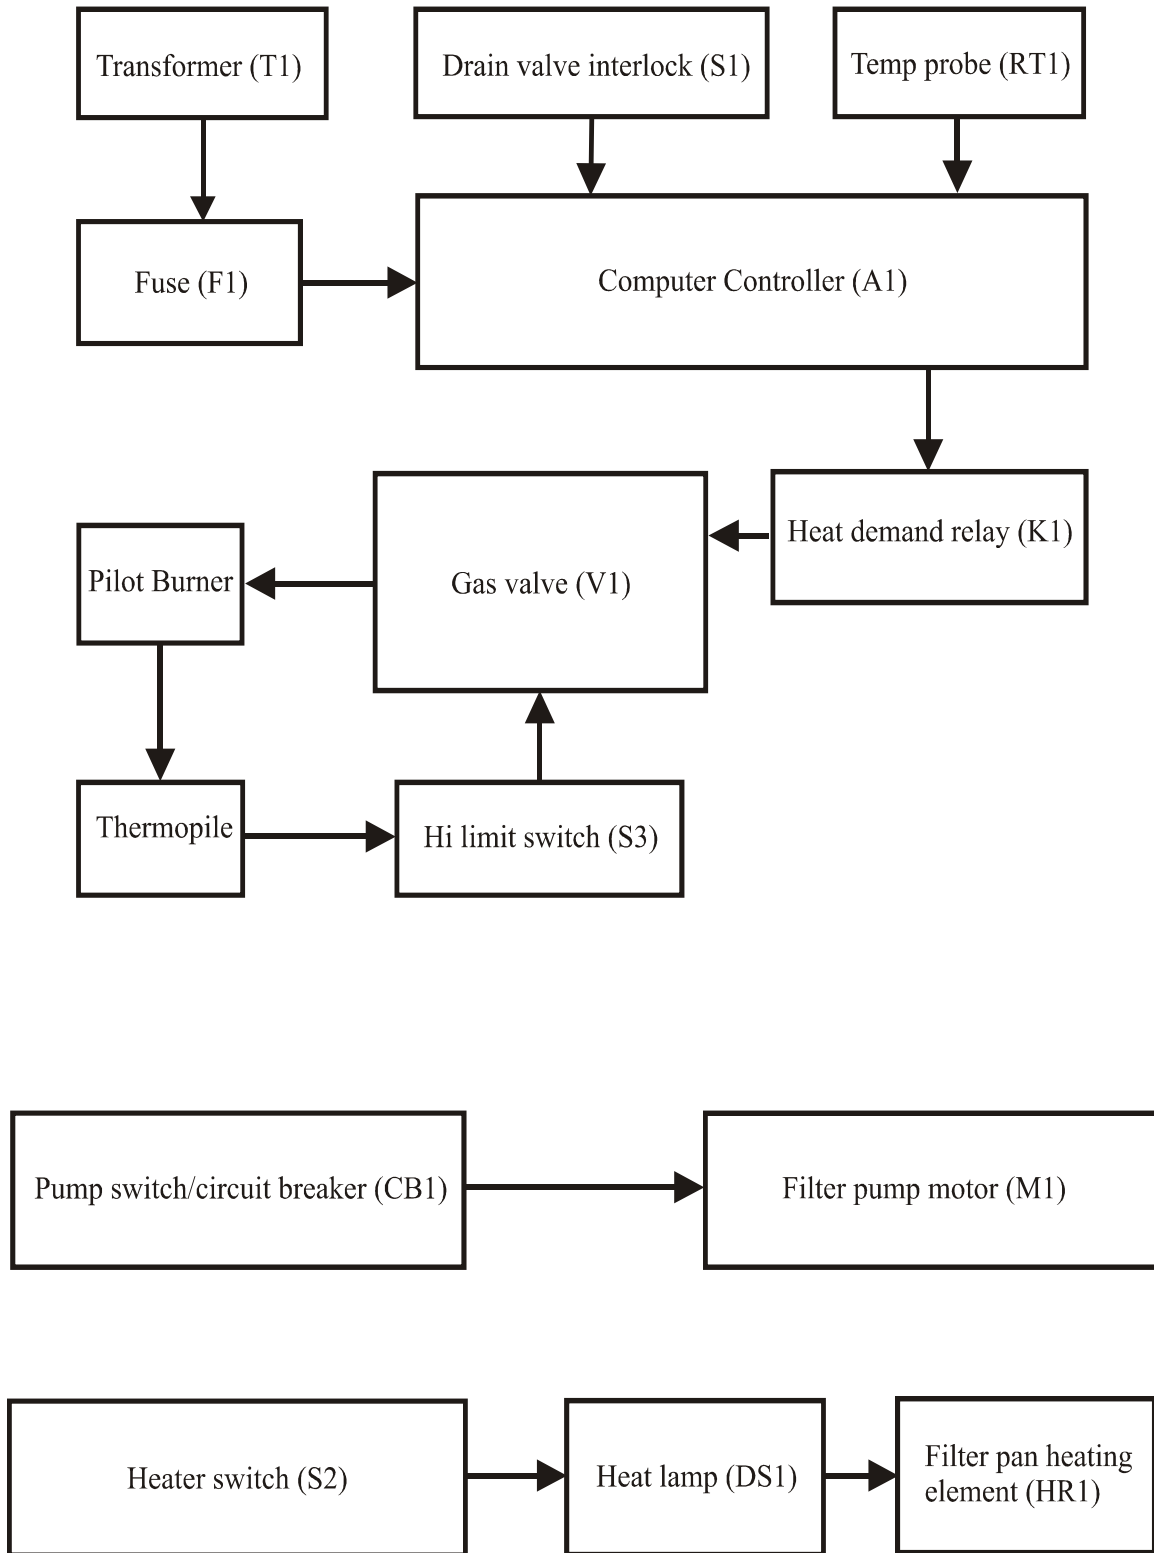 Transformer (T1)
Drain valve interlock (S1)
Temp probe (RT1)
Fuse (F1)
Computer Controller (A1)
Heat demand relay (K1)
Gas valve (V1)
Pilot Burner
Thermopile
Hi limit switch (S3)
Pump switch/circuit breaker (CB1)
Filter pump motor (M1)
Heater switch (S2)
Heat lamp (DS1)
Filter pan heating
element (HR1)